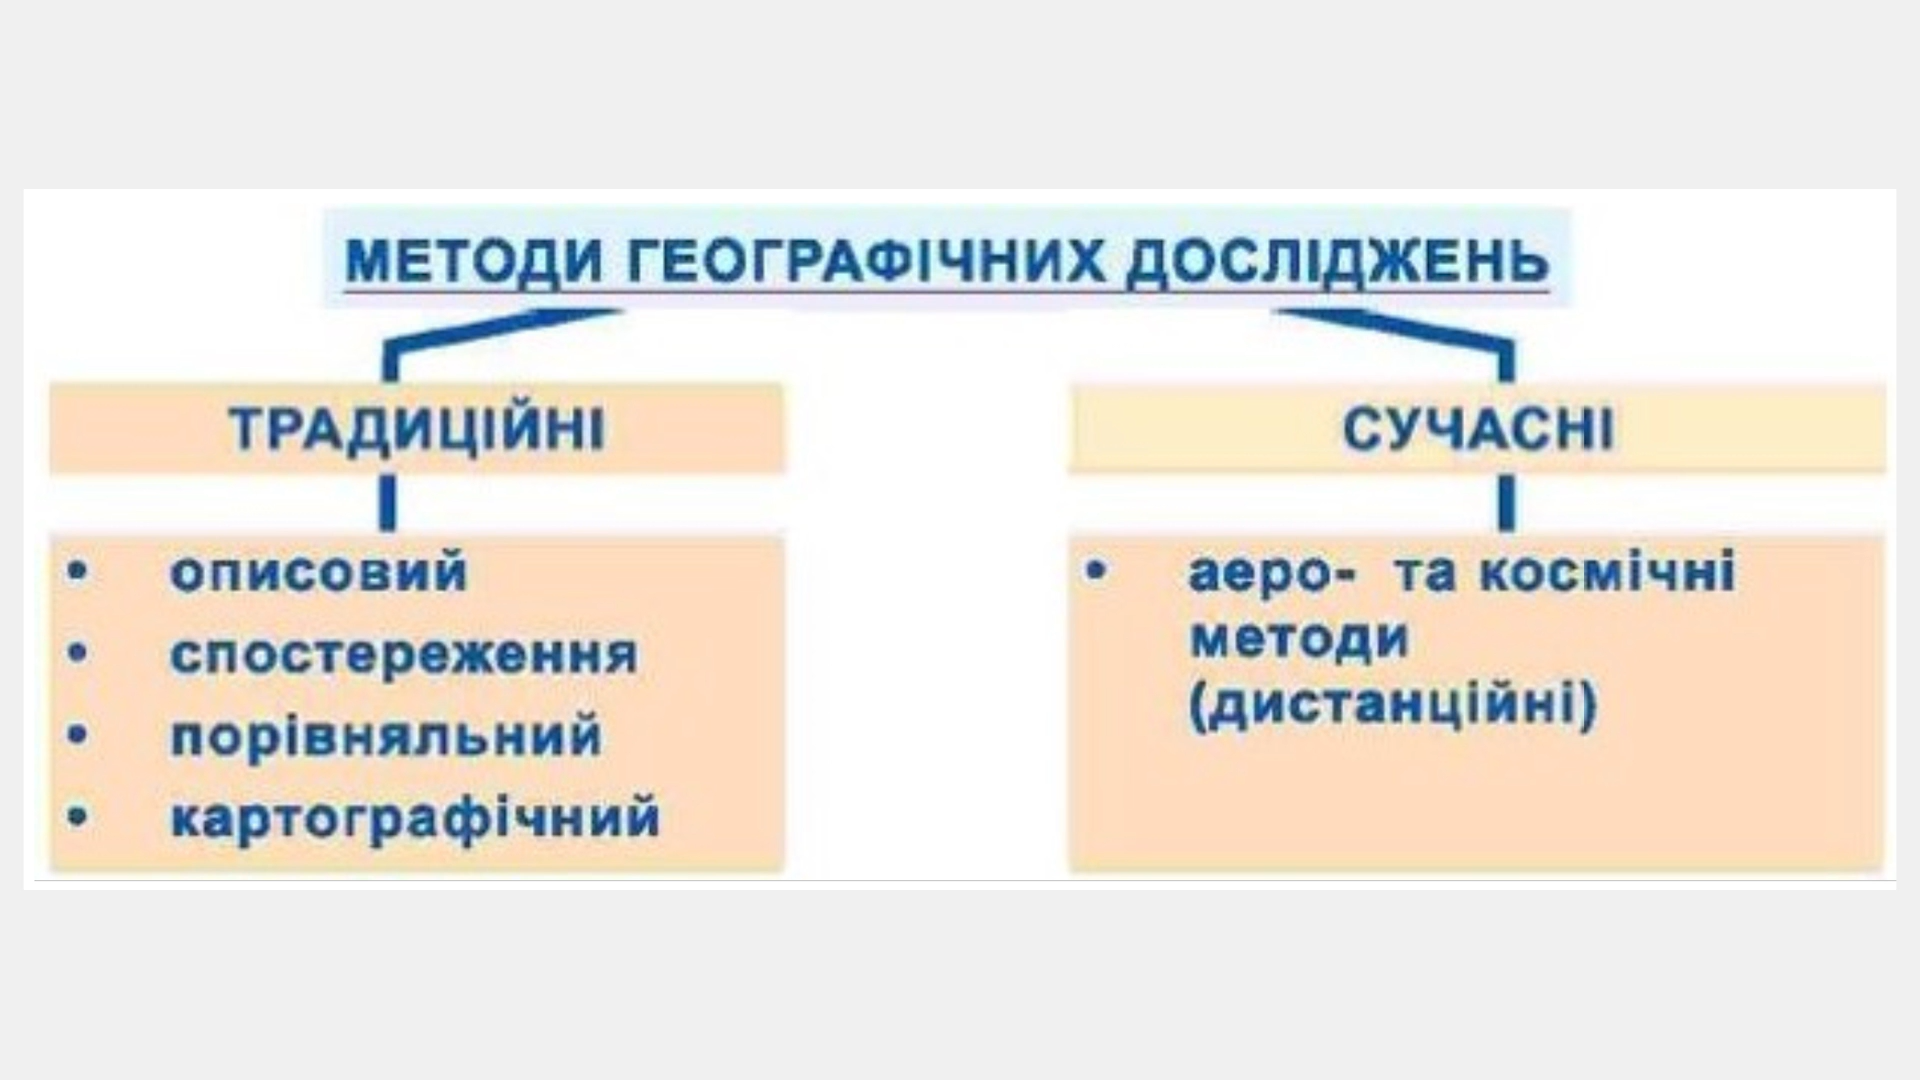 МЕТОДИ ГЕОГРАФІЧНИХ ДОСЛІДЖЕНЬ
ТРАДИЦІЙНІ
• описовий
• спостереження
• порівняльний
• картографічний
СУЧАСНІ
• аеро- та космічні
методи
(дистанційні)